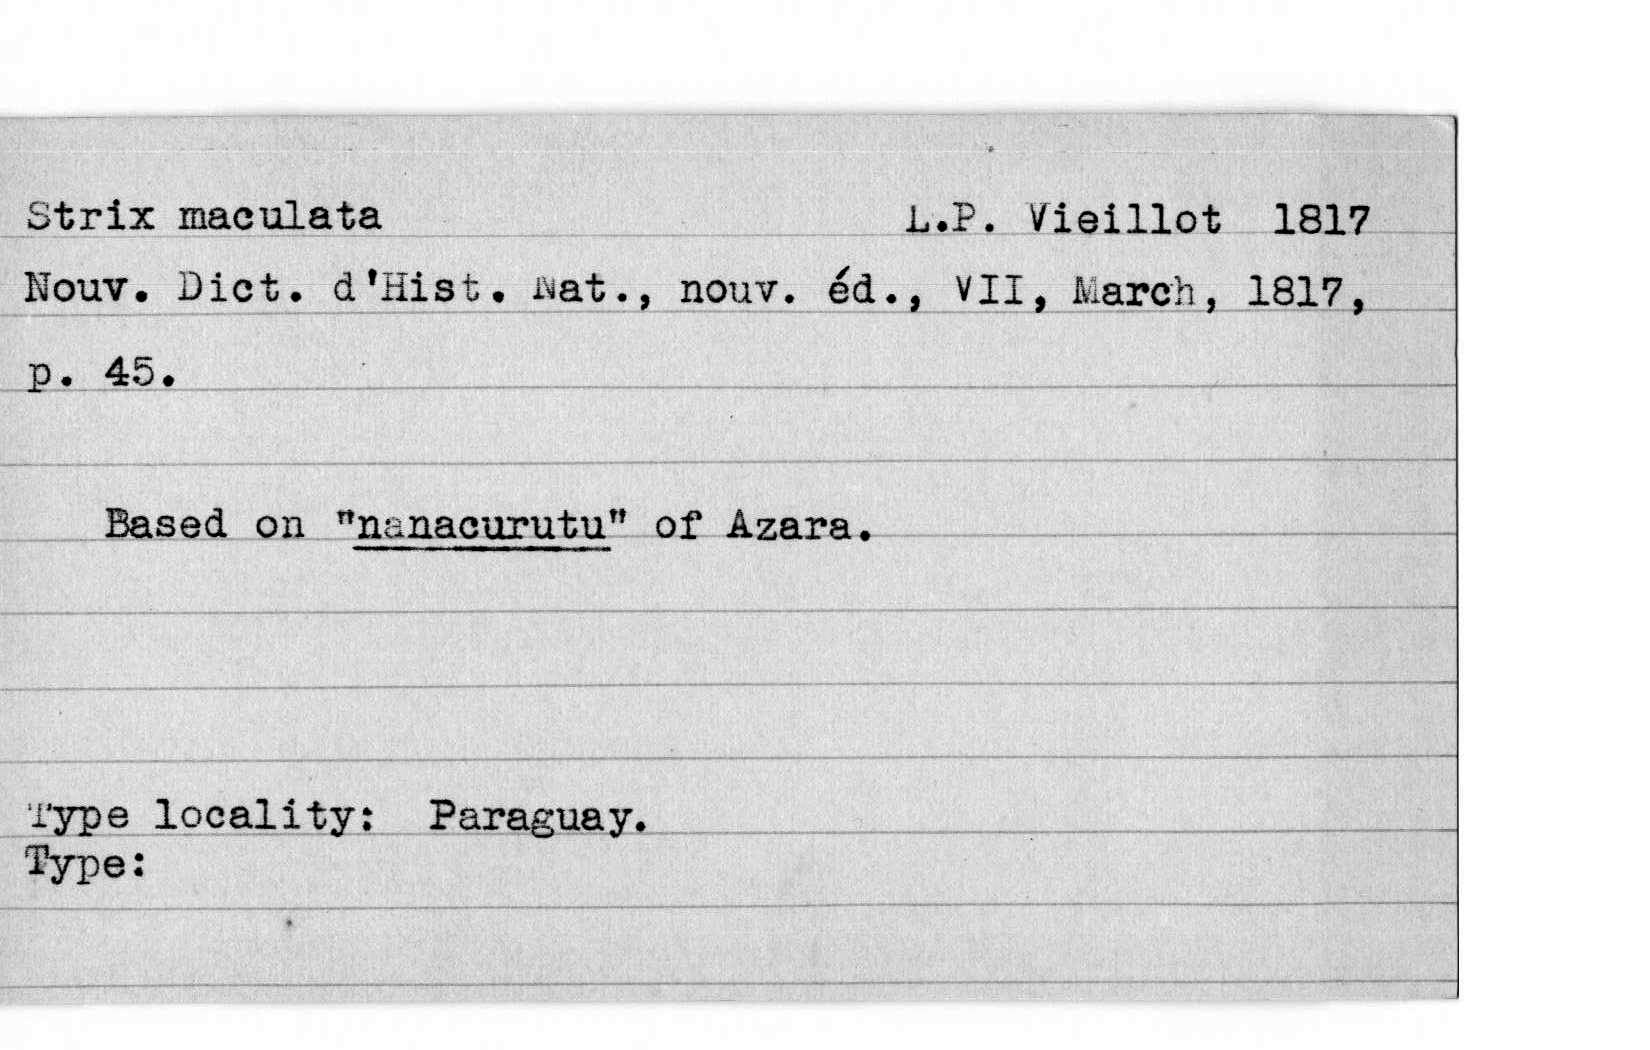 Strix maculata L.P. Vieillot 1817
Nouv. Dict. d'Hist. Nat., nouv. éd., VII, March, 1817,
p. 45.
Based on "nanacurutu" of Azara.
Type locality: Paraguay.
Type: